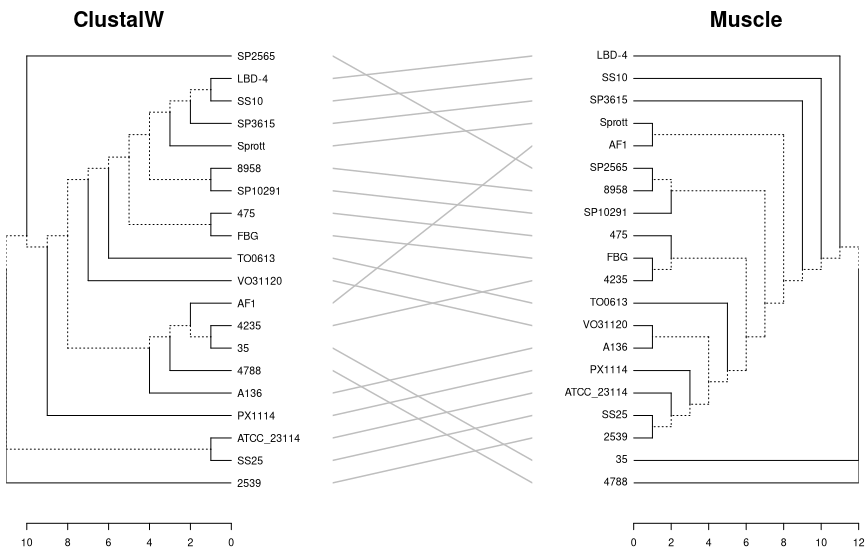 ClustalW
SP2565
LBD-4
SS10
SP3615
Sprott
8958
SP10291
475
FBG
TO0613
VO31120
AF1
4235
35
4788
A136
PX1114
ATCC_23114
SS25
2539
10 8 6 4 2 0
Muscle
LBD-4
SS10
SP3615
Sprott
AF1
SP2565
8958
SP10291
475
FBG
4235
TO0613
VO31120
A136
PX1114
ATCC_23114
SS25
2539
35
4788
0 2 4 6 8 10 12